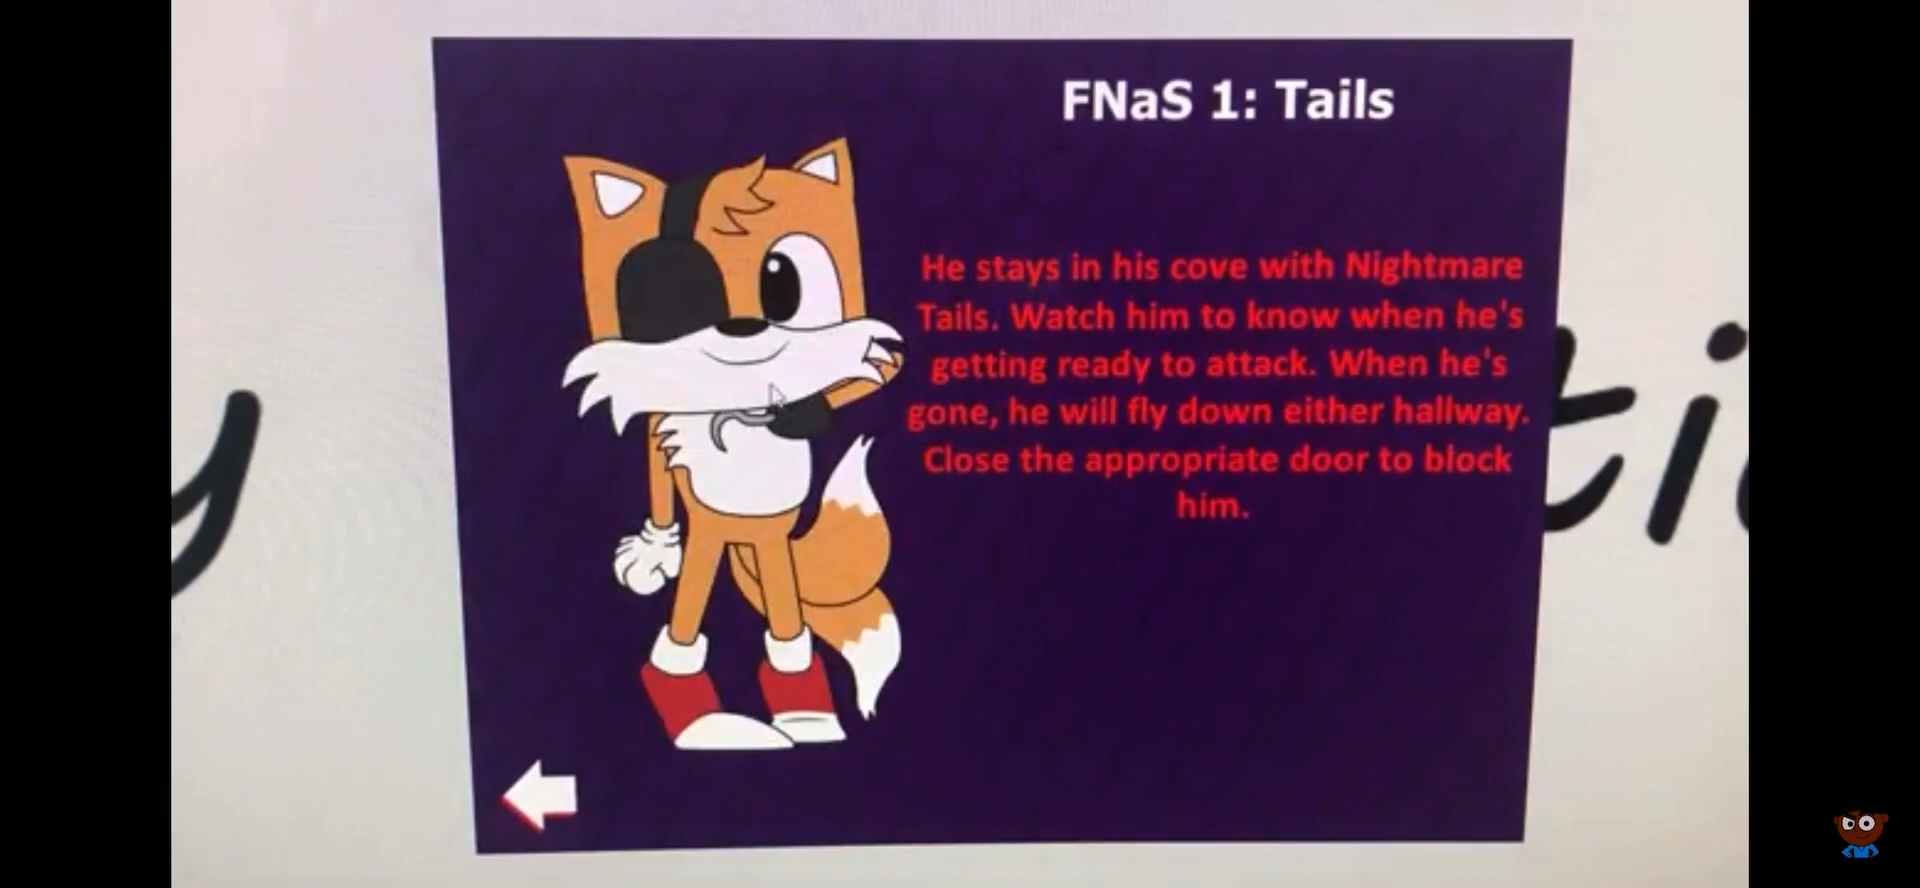 FNaS 1: Tails
He stays in his cove with Nightmare
Tails. Watch him to know when he's
getting ready to attack. When he's
gone, he will fly down either hallway.
Close the appropriate door to block
him.